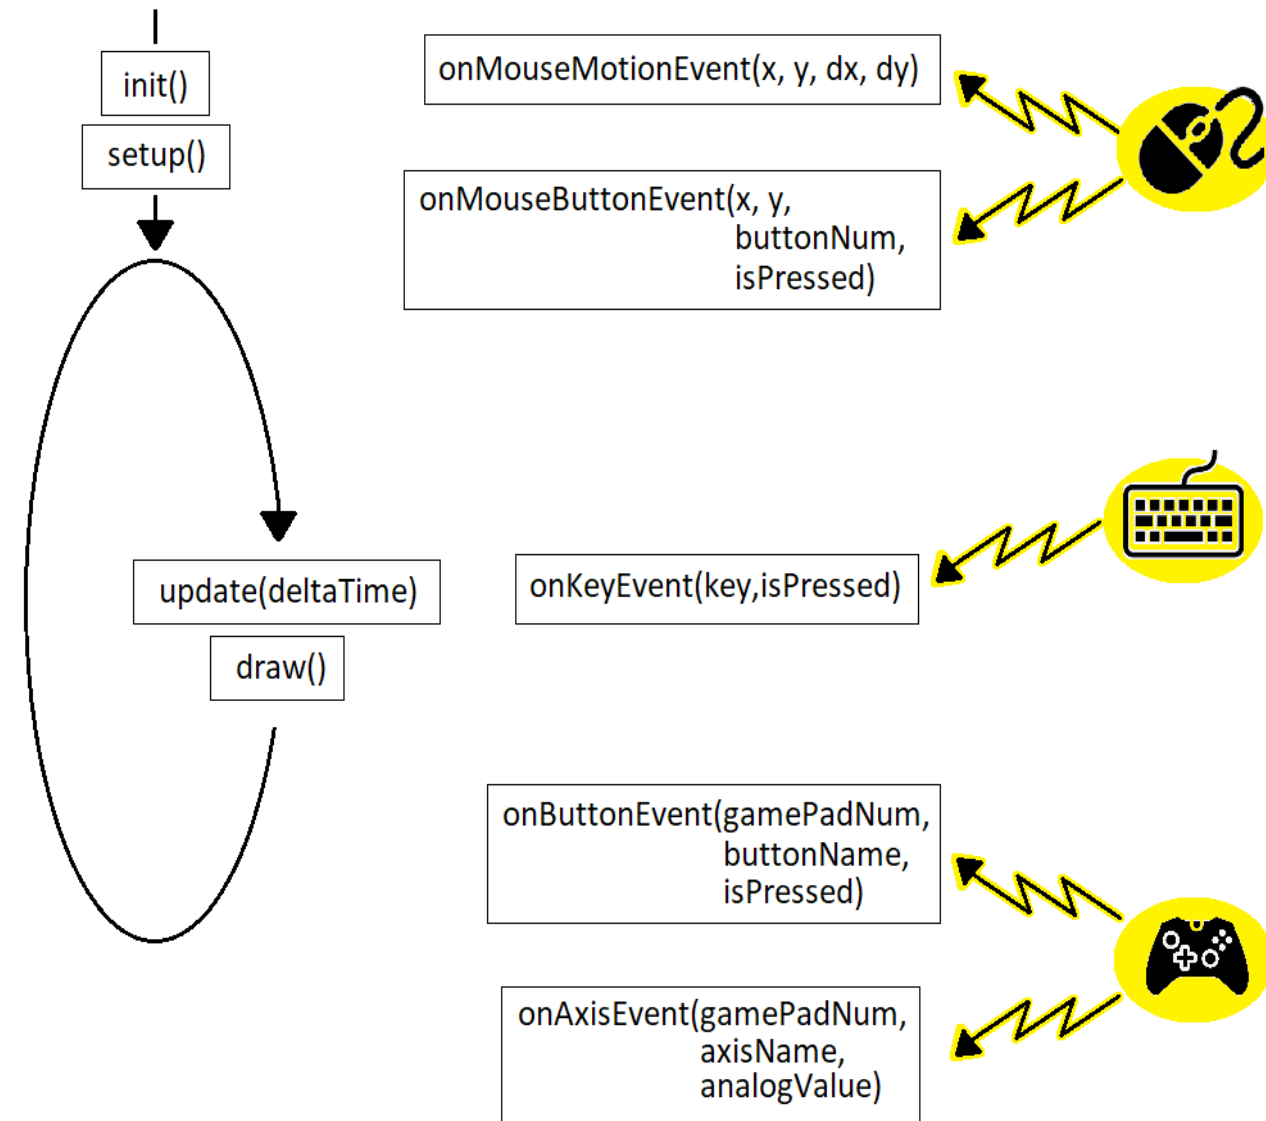 init()
setup()
update(deltaTime)
draw()
onMouseMotionEvent(x, y, dx, dy)
onMouseButtonEvent(x, y,
buttonNum,
isPressed)
onKeyEvent(key,isPressed)
onButtonEvent(gamePadNum,
buttonName,
isPressed)
onAxisEvent(gamePadNum,
axisName,
analogValue)